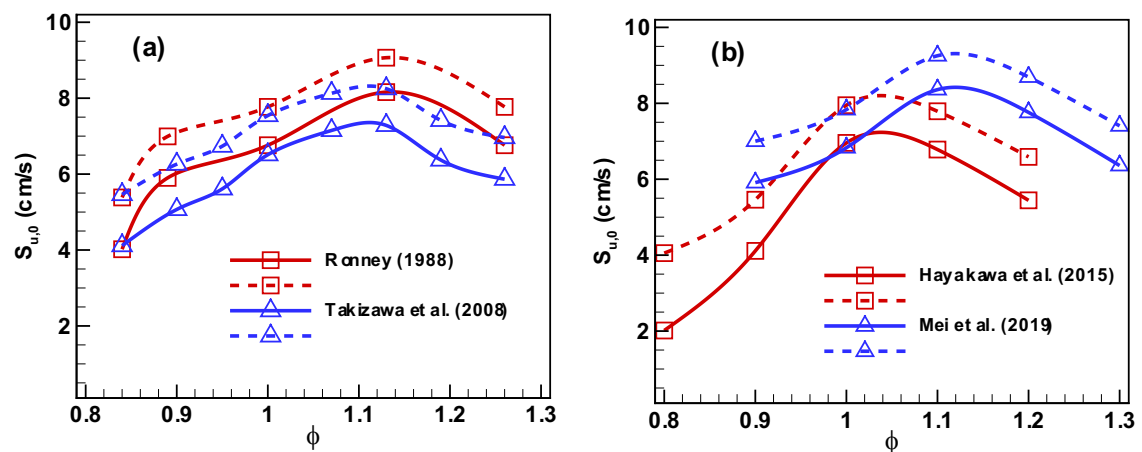 (a)
10
8
6
4
2
S_{u,0} (cm/s)
Ronney (1988)
Takizawa et al. (2008)
0.8 0.9 1 1.1 1.2 1.3
ϕ
(b)
10
8
6
4
2
S_{u,0} (cm/s)
Hayakawa et al. (2015)
Mei et al. (2019)
0.8 0.9 1 1.1 1.2 1.3
ϕ